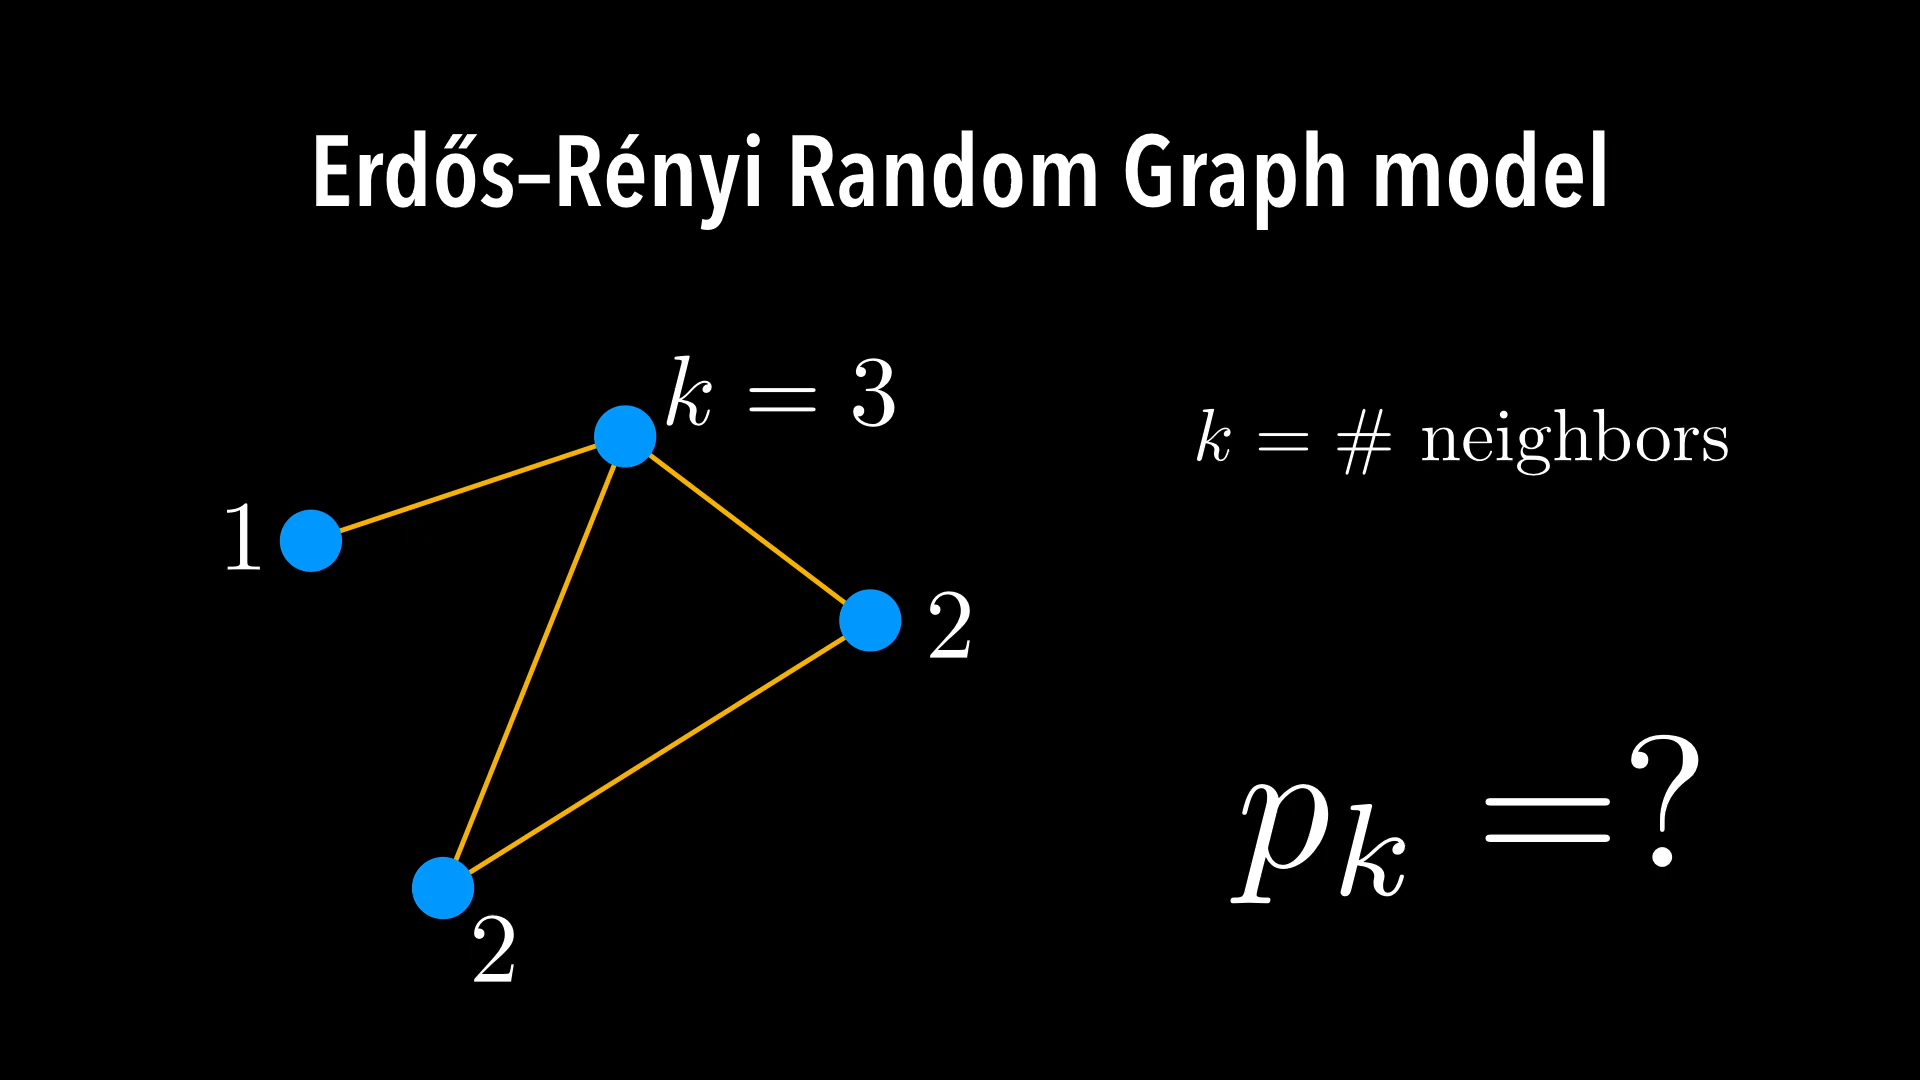 Erdős–Rényi Random Graph model
k = 3
k = # neighbors
1
2
p_k =?
2